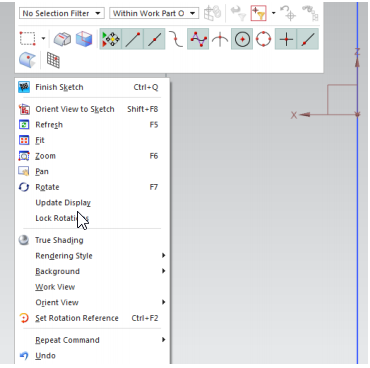 No Selection Filter
Within Work Part O
Finish Sketch Ctrl+Q
Orient View to Sketch Shift+F8
Refresh F5
Fit
Zoom F6
Pan
Rotate F7
Update Display
Lock Rotations
True Shading
Rendering Style
Background
Work View
Orient View
Set Rotation Reference Ctrl+F2
Repeat Command
Undo
Z
X